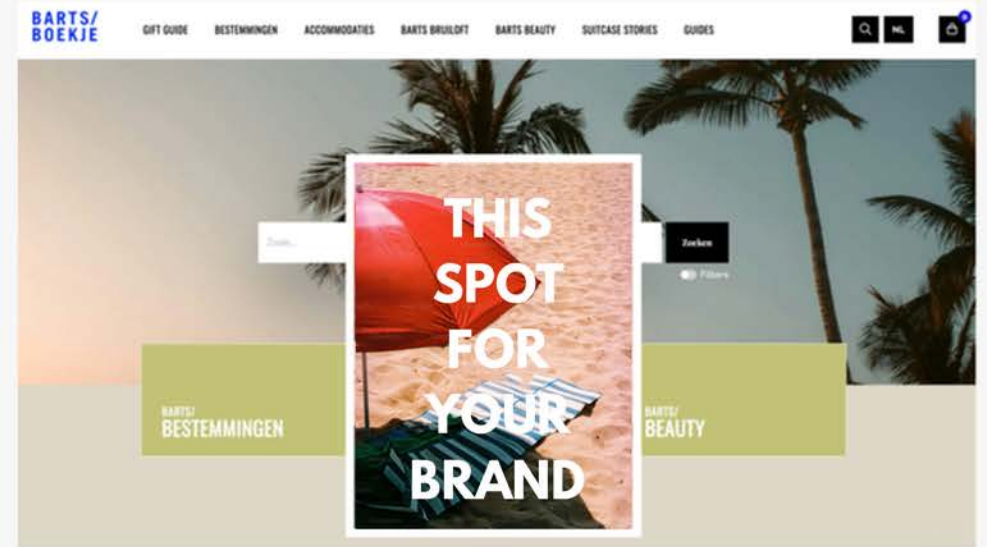 BARTS/
BOEKJE
GIFT GUIDE BESTEMMINGEN ACCOMMODATIES BARTS BRUILOFT BARTS BEAUTY SUITCASE STORIES GUIDES NL
THIS
SPOT
FOR
YOUR
BRAND
Zoek...
Zoeken
Filters
BARTS/
BESTEMMINGEN
BARTS/
BEAUTY